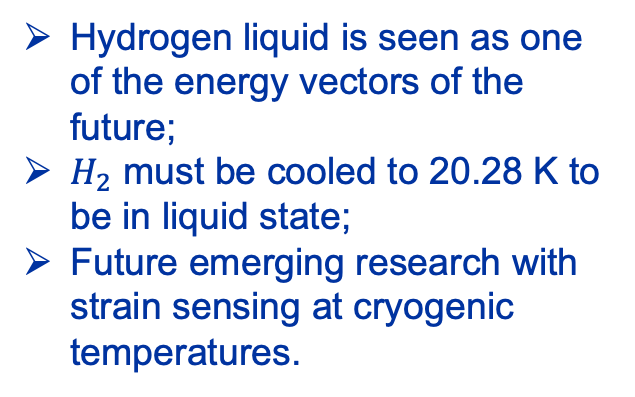 ➢ Hydrogen liquid is seen as one
of the energy vectors of the
future;
➢ H₂ must be cooled to 20.28 K to
be in liquid state;
➢ Future emerging research with
strain sensing at cryogenic
temperatures.